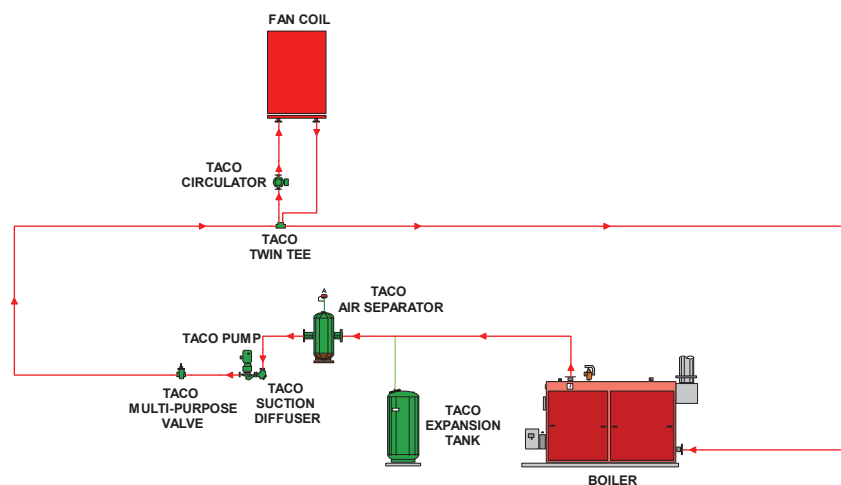 FAN COIL
TACO
CIRCULATOR
TACO
TWIN TEE
TACO
AIR SEPARATOR
A
TACO PUMP
TACO
MULTI-PURPOSE
VALVE
TACO
SUCTION
DIFFUSER
TACO
EXPANSION
TANK
BOILER